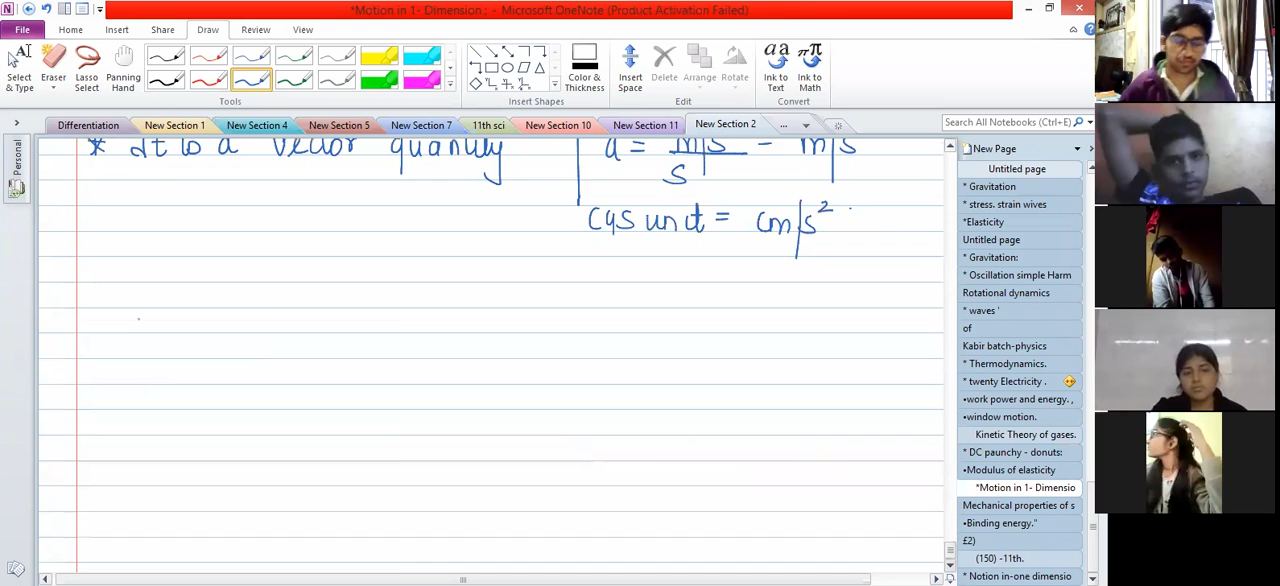 *Motion in 1- Dimension : - Microsoft OneNote (Product Activation Failed)
File Home Insert Share Draw Review View
Select & Type
Eraser
Lasso Select
Panning Hand
Color & Thickness
Insert Space
Delete
Arrange
Rotate
Ink to Text
Ink to Math
Tools
Insert Shapes
Edit
Convert
Differentiation New Section 1 New Section 4 New Section 5 New Section 7 11th sci New Section 10 New Section 11 New Section 2 ...
Search All Notebooks (Ctrl+E)
Personal
* It is a vector quantity
a = m/s / s = m/s
CGS unit = cm/s²
New Page
Untitled page
* Gravitation
* stress. strain wives
*Elasticity
Untitled page
* Gravitation:
* Oscillation simple Harm
Rotational dynamics
* waves '
of
Kabir batch-physics
* Thermodynamics.
* twenty Electricity .
•work power and energy. ,
•window motion.
Kinetic Theory of gases.
* DC paunchy - donuts:
•Modulus of elasticity
*Motion in 1- Dimensio
Mechanical properties of s
•Binding energy."
£2)
(150) -11th.
* Notion in-one dimensio